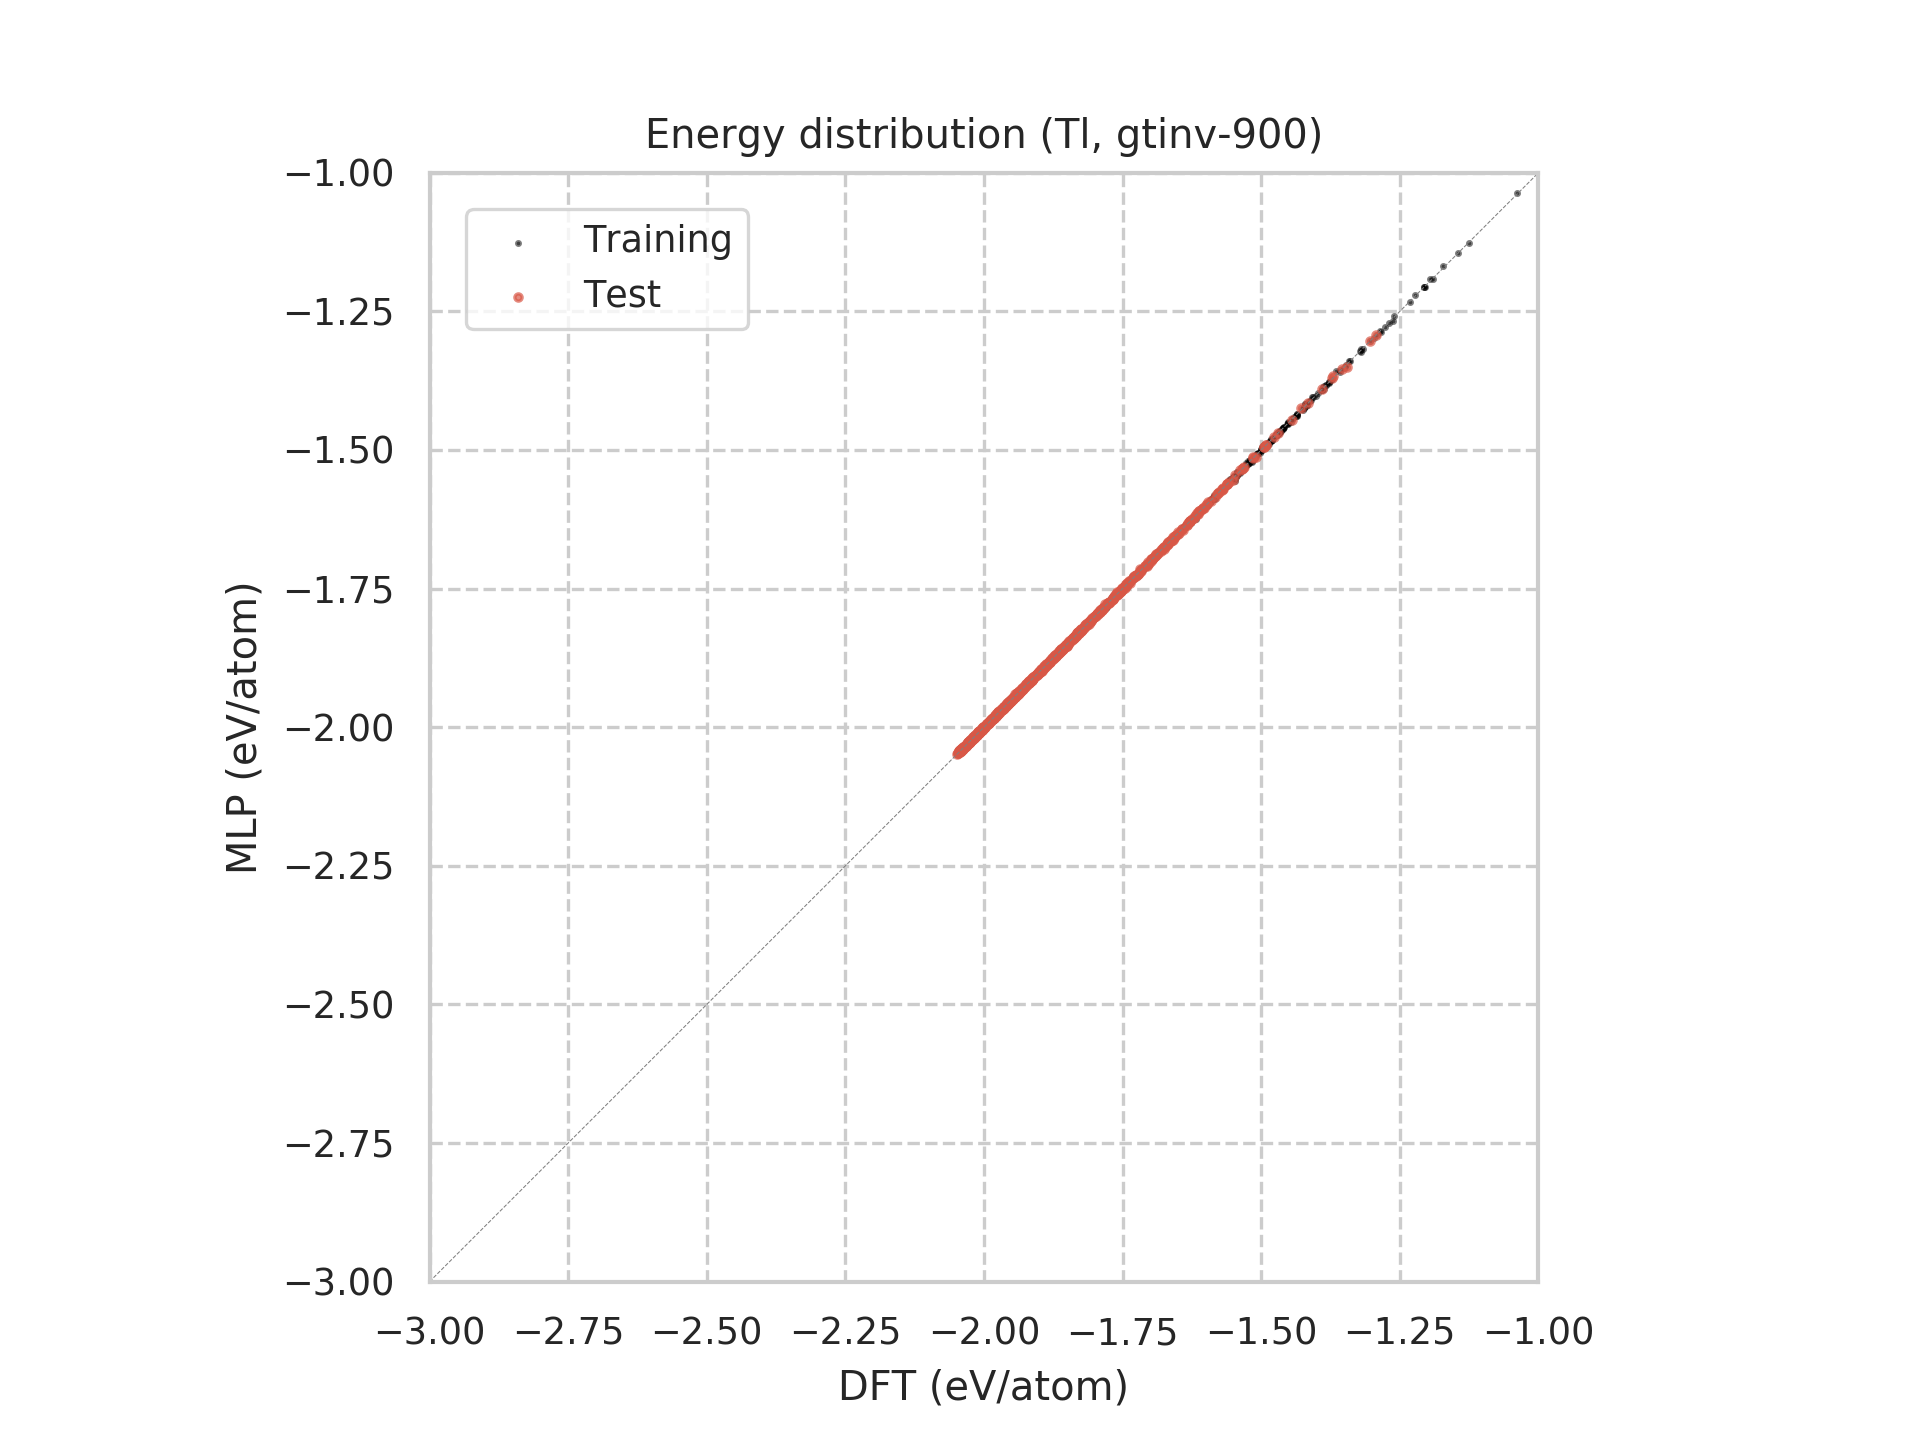 Energy distribution (Tl, gtinv-900)
Training
Test
MLP (eV/atom)
−1.00
−1.25
−1.50
−1.75
−2.00
−2.25
−2.50
−2.75
−3.00
−3.00 −2.75 −2.50 −2.25 −2.00 −1.75 −1.50 −1.25 −1.00
DFT (eV/atom)